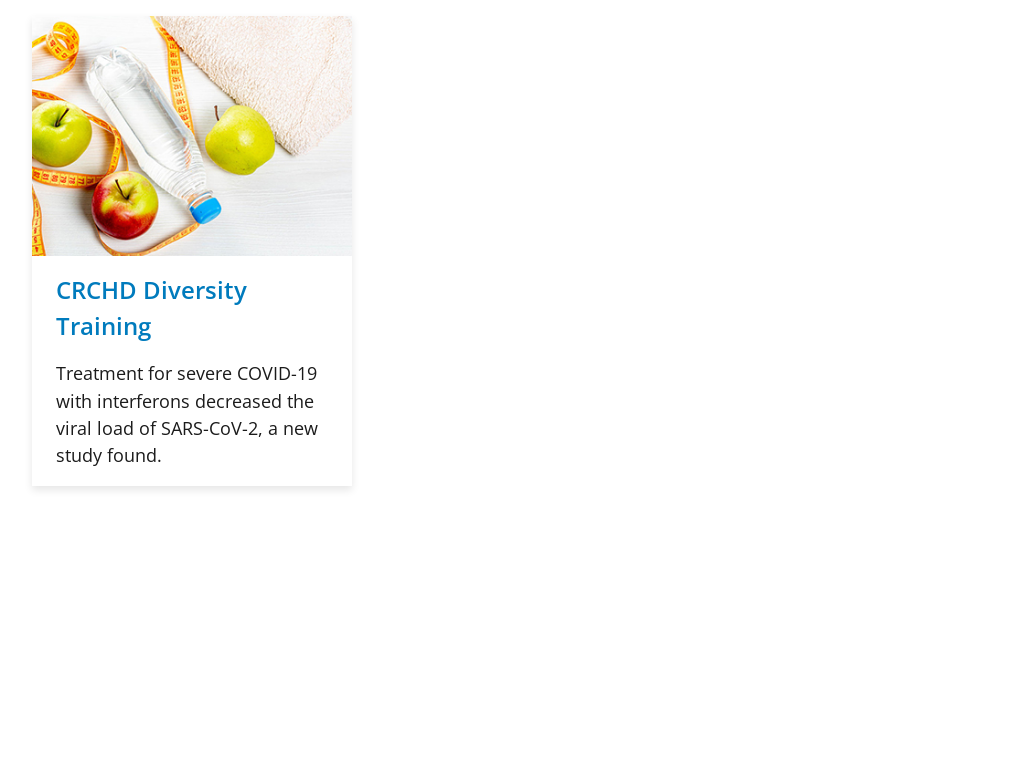 CRCHD Diversity
Training
Treatment for severe COVID-19
with interferons decreased the
viral load of SARS-CoV-2, a new
study found.